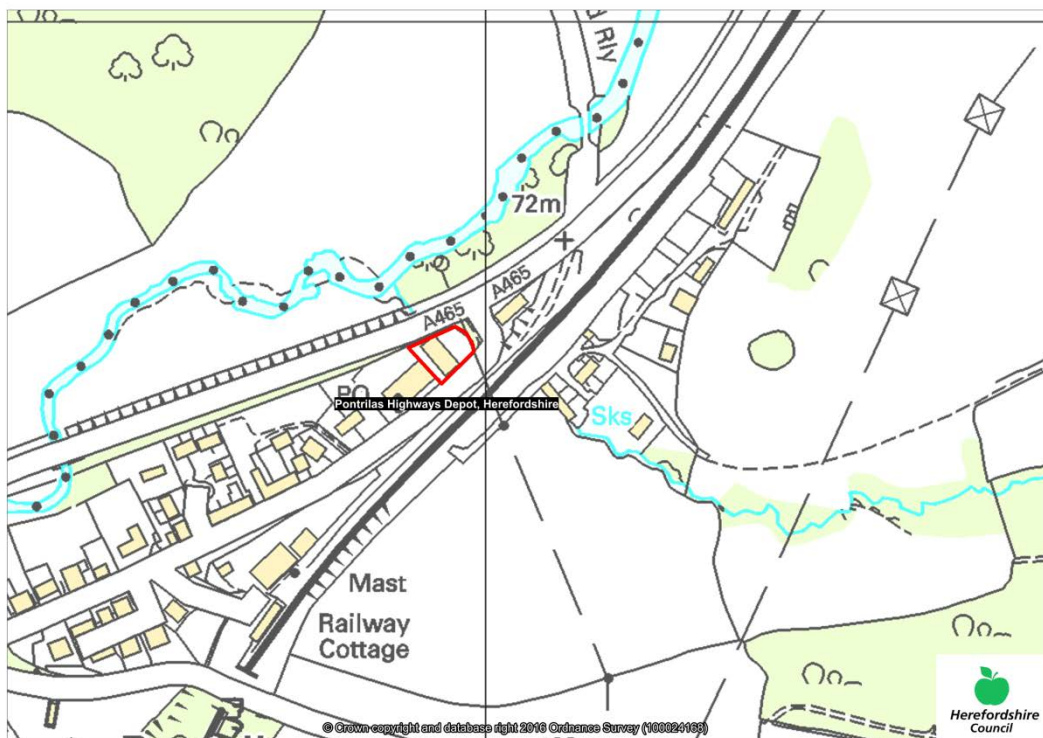 d Rly
72m
A465
A465
PO
Pontrilas Highways Depot, Herefordshire
Sks
Mast
Railway
Cottage
Herefordshire
Council
© Crown copyright and database right 2016 Ordnance Survey (100024168)